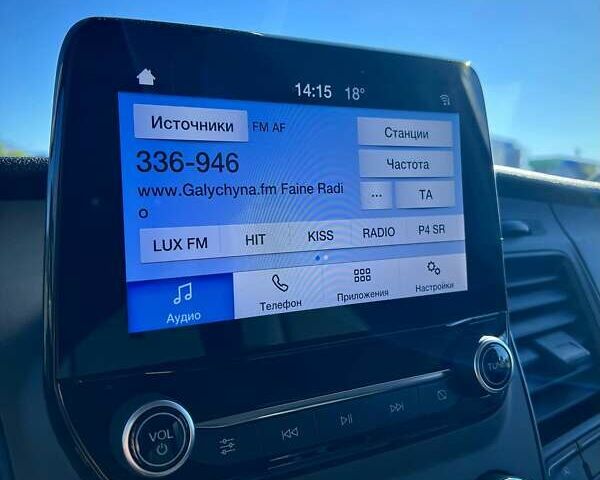 14:15 18°
Источники FM AF Станции
336-946 Частота
www.Galychyna.fm Faine Radi
o
... TA
LUX FM HIT KISS RADIO P4 SR
Аудио Телефон Приложения Настройки
VOL
TUNE